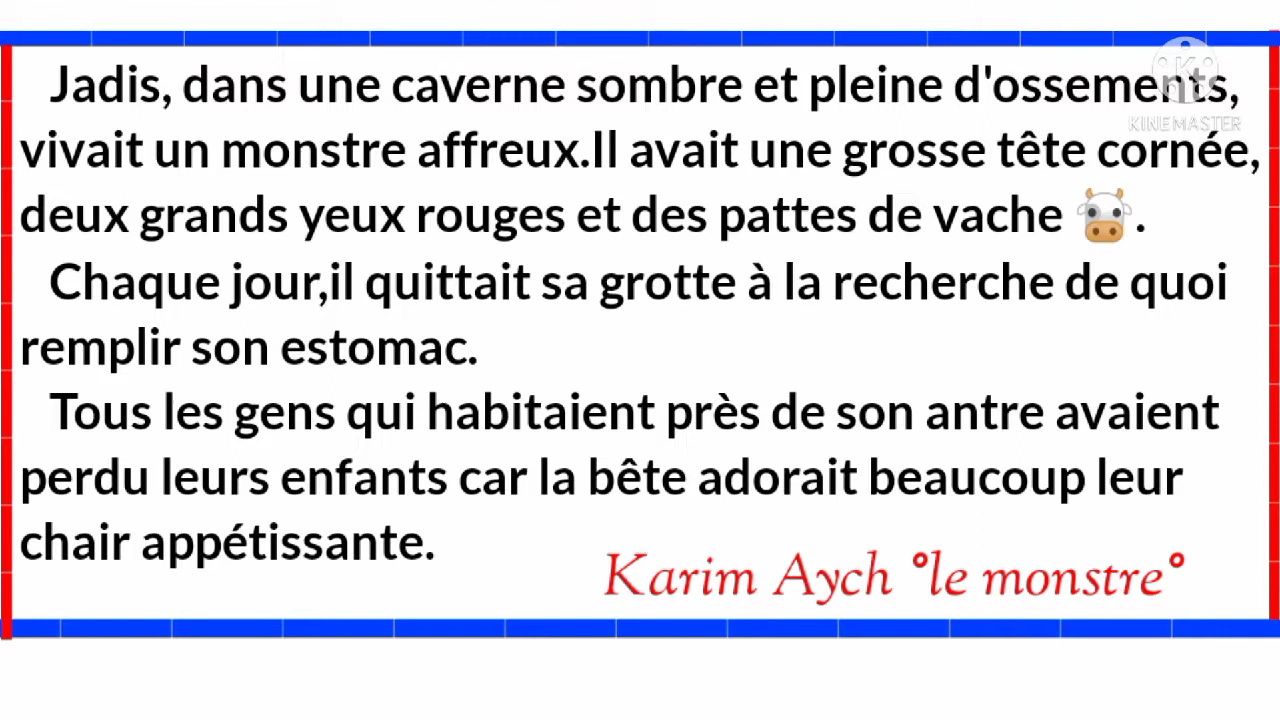 Jadis, dans une caverne sombre et pleine d'ossements,
KINEMASTER
vivait un monstre affreux.Il avait une grosse tête cornée,
deux grands yeux rouges et des pattes de vache 🐮.
Chaque jour,il quittait sa grotte à la recherche de quoi
remplir son estomac.
Tous les gens qui habitaient près de son antre avaient
perdu leurs enfants car la bête adorait beaucoup leur
chair appétissante.
Karim Aych °le monstre°